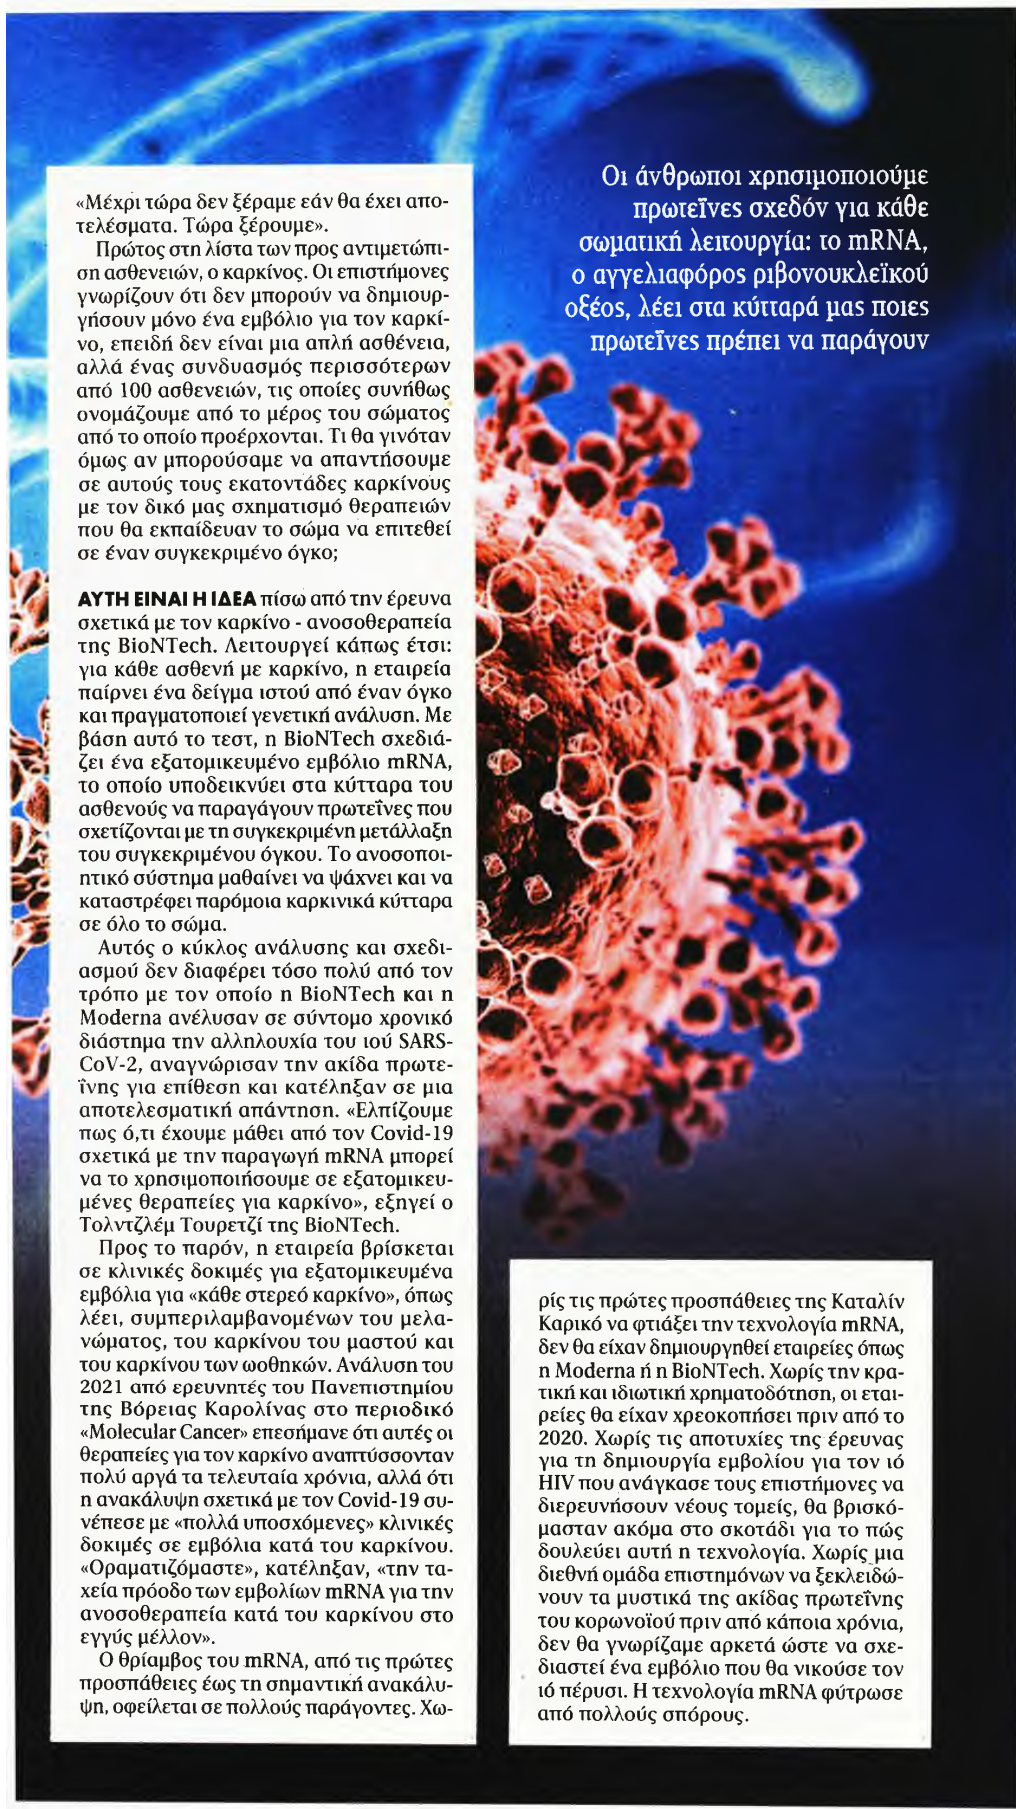 Οι άνθρωποι χρησιμοποιούμε
πρωτεΐνες σχεδόν για κάθε
σωματική λειτουργία: το mRNA,
ο αγγελιαφόρος ριβονουκλεϊκού
οξέος, λέει στα κύτταρά μας ποιες
πρωτεΐνες πρέπει να παράγουν
«Μέχρι τώρα δεν ξέραμε εάν θα έχει απο-
τελέσματα. Τώρα ξέρουμε».
Πρώτος στη λίστα των προς αντιμετώπι-
ση ασθενειών, ο καρκίνος. Οι επιστήμονες
γνωρίζουν ότι δεν μπορούν να δημιουρ-
γήσουν μόνο ένα εμβόλιο για τον καρκί-
νο, επειδή δεν είναι μια απλή ασθένεια,
αλλά ένας συνδυασμός περισσότερων
από 100 ασθενειών, τις οποίες συνήθως
ονομάζουμε από το μέρος του σώματος
από το οποίο προέρχονται. Τι θα γινόταν
όμως αν μπορούσαμε να απαντήσουμε
σε αυτούς τους εκατοντάδες καρκίνους
με τον δικό μας σχηματισμό θεραπειών
που θα εκπαίδευαν το σώμα να επιτεθεί
σε έναν συγκεκριμένο όγκο;
ΑΥΤΗ ΕΙΝΑΙ Η ΙΔΕΑ πίσω από την έρευνα
σχετικά με τον καρκίνο - ανοσοθεραπεία
της BioNTech. Λειτουργεί κάπως έτσι:
για κάθε ασθενή με καρκίνο, η εταιρεία
παίρνει ένα δείγμα ιστού από έναν όγκο
και πραγματοποιεί γενετική ανάλυση. Με
βάση αυτό το τεστ, η BioNTech σχεδιά-
ζει ένα εξατομικευμένο εμβόλιο mRNA,
το οποίο υποδεικνύει στα κύτταρα του
ασθενούς να παραγάγουν πρωτεΐνες που
σχετίζονται με τη συγκεκριμένη μετάλλαξη
του συγκεκριμένου όγκου. Το ανοσοποι-
ητικό σύστημα μαθαίνει να ψάχνει και να
καταστρέφει παρόμοια καρκινικά κύτταρα
σε όλο το σώμα.
Αυτός ο κύκλος ανάλυσης και σχεδι-
ασμού δεν διαφέρει τόσο πολύ από τον
τρόπο με τον οποίο η BioNTech και η
Moderna ανέλυσαν σε σύντομο χρονικό
διάστημα την αλληλουχία του ιού SARS-
CoV-2, αναγνώρισαν την ακίδα πρωτε-
ΐνης για επίθεση και κατέληξαν σε μια
αποτελεσματική απάντηση. «Ελπίζουμε
πως ό,τι έχουμε μάθει από τον Covid-19
σχετικά με την παραγωγή mRNA μπορεί
να το χρησιμοποιήσουμε σε εξατομικευ-
μένες θεραπείες για καρκίνο», εξηγεί ο
Τολντζλέμ Τουρετζί της BioNTech.
Προς το παρόν, η εταιρεία βρίσκεται
σε κλινικές δοκιμές για εξατομικευμένα
εμβόλια για «κάθε στερεό καρκίνο», όπως
λέει, συμπεριλαμβανομένων του μελα-
νώματος, του καρκίνου του μαστού και
του καρκίνου των ωοθηκών. Ανάλυση του
2021 από ερευνητές του Πανεπιστημίου
της Βόρειας Καρολίνας στο περιοδικό
«Molecular Cancer» επεσήμανε ότι αυτές οι
θεραπείες για τον καρκίνο αναπτύσσονταν
πολύ αργά τα τελευταία χρόνια, αλλά ότι
η ανακάλυψη σχετικά με τον Covid-19 συ-
νέπεσε με «πολλά υποσχόμενες» κλινικές
δοκιμές σε εμβόλια κατά του καρκίνου.
«Οραματιζόμαστε», κατέληξαν, «την τα-
χεία πρόοδο των εμβολίων mRNA για την
ανοσοθεραπεία κατά του καρκίνου στο
εγγύς μέλλον».
Ο θρίαμβος του mRNA, από τις πρώτες
προσπάθειες έως τη σημαντική ανακάλυ-
ψη, οφείλεται σε πολλούς παράγοντες. Χω-
ρίς τις πρώτες προσπάθειες της Καταλίν
Καρικό να φτιάξει την τεχνολογία mRNA,
δεν θα είχαν δημιουργηθεί εταιρείες όπως
η Moderna ή η BioNTech. Χωρίς την κρα-
τική και ιδιωτική χρηματοδότηση, οι εται-
ρείες θα είχαν χρεοκοπήσει πριν από το
2020. Χωρίς τις αποτυχίες της έρευνας
για τη δημιουργία εμβολίου για τον ιό
HIV που ανάγκασε τους επιστήμονες να
διερευνήσουν νέους τομείς, θα βρισκό-
μασταν ακόμα στο σκοτάδι για το πώς
δουλεύει αυτή η τεχνολογία. Χωρίς μια
διεθνή ομάδα επιστημόνων να ξεκλειδώ-
νουν τα μυστικά της ακίδας πρωτεΐνης
του κορωνοϊού πριν από κάποια χρόνια,
δεν θα γνωρίζαμε αρκετά ώστε να σχε-
διαστεί ένα εμβόλιο που θα νικούσε τον
ιό πέρυσι. Η τεχνολογία mRNA φύτρωσε
από πολλούς σπόρους.